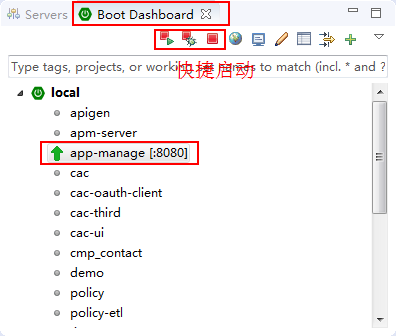 Servers Boot Dashboard
Type tags, projects, or working set names to match (incl. * and ?
快捷启动
local
apigen
apm-server
app-manage [:8080]
cac
cac-oauth-client
cac-third
cac-ui
cmp_contact
demo
policy
policy-etl